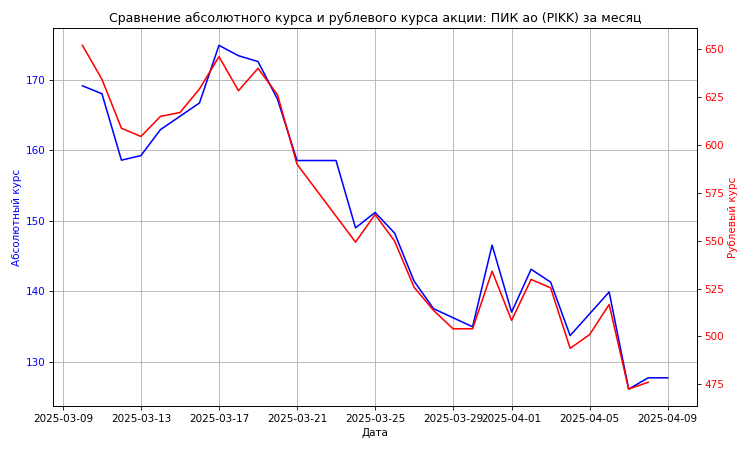 Сравнение абсолютного курса и рублевого курса акции: ПИК ао (PIKK) за месяц
Абсолютный курс
170
160
150
140
130
Рублевый курс
650
625
600
575
550
525
500
475
2025-03-09 2025-03-13 2025-03-17 2025-03-21 2025-03-25 2025-03-29 2025-04-01 2025-04-05 2025-04-09
Дата